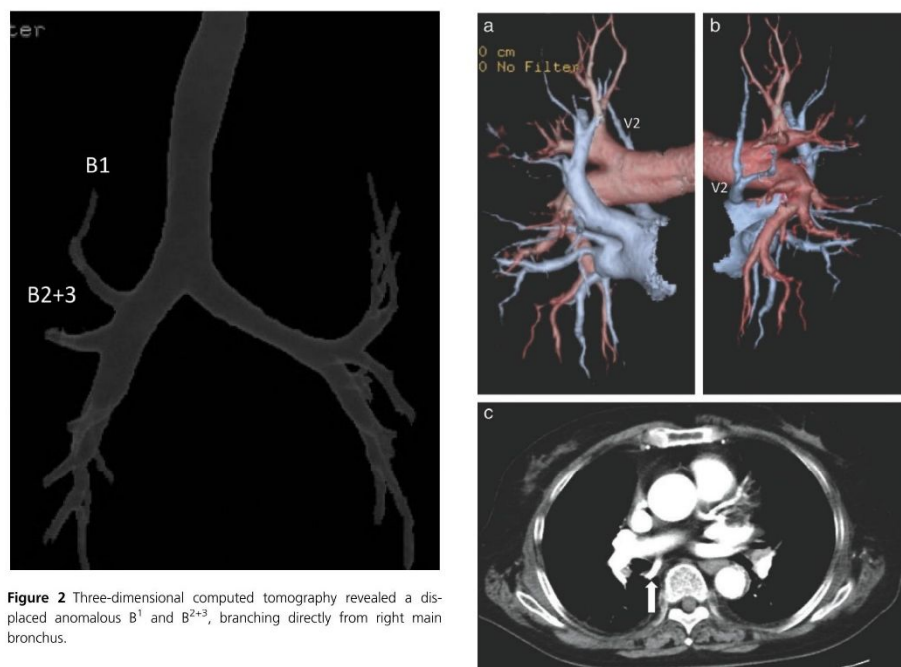 ter
B1
B2+3
Figure 2 Three-dimensional computed tomography revealed a dis-
placed anomalous B1 and B2+3, branching directly from right main
bronchus.
a
0 cm
0 No Filter
V2
b
V2
c